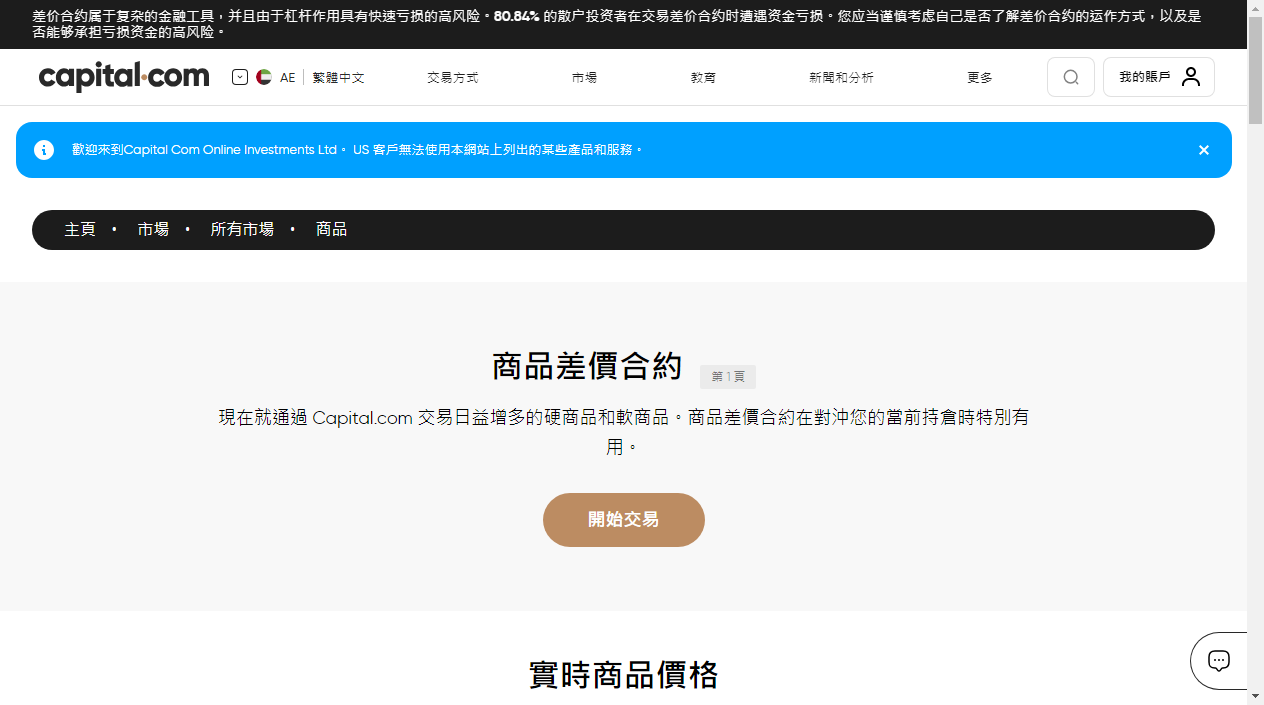 差价合约属于复杂的金融工具，并且由于杠杆作用具有快速亏损的高风险。80.84% 的散户投资者在交易差价合约时遭遇资金亏损。您应当谨慎考虑自己是否了解差价合约的运作方式，以及是
否能够承担亏损资金的高风险。
capital.com AE 繁體中文 交易方式 市場 教育 新聞和分析 更多 我的賬戶
歡迎來到Capital Com Online Investments Ltd。 US 客戶無法使用本網站上列出的某些產品和服務。
主頁 • 市場 • 所有市場 • 商品
商品差價合約 第1頁
現在就通過 Capital.com 交易日益增多的硬商品和軟商品。商品差價合約在對沖您的當前持倉時特別有
用。
開始交易
實時商品價格